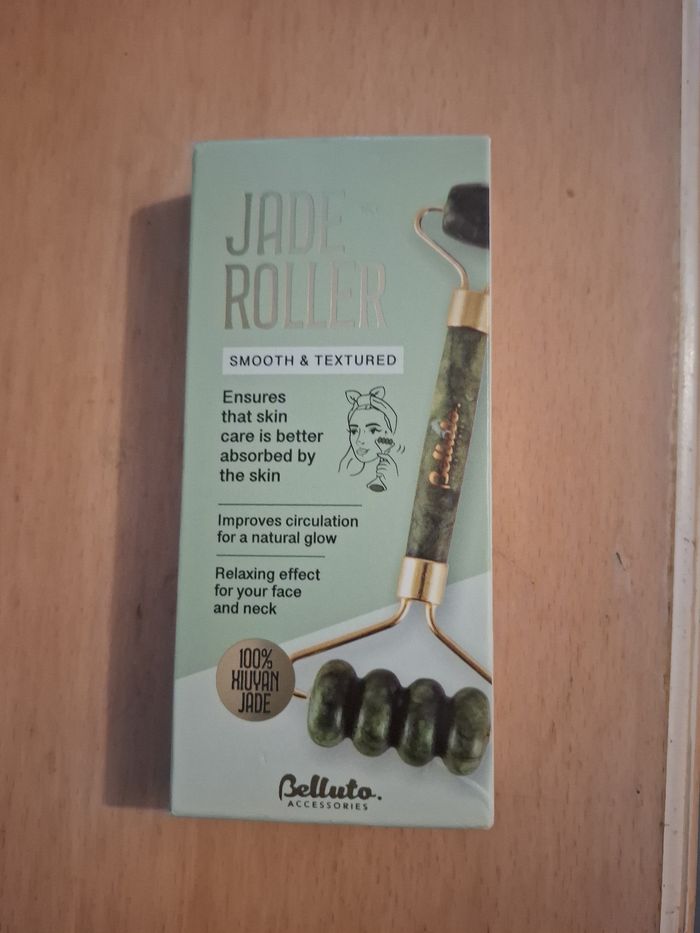 JADE
ROLLER
SMOOTH & TEXTURED
Ensures
that skin
care is better
absorbed by
the skin
Improves circulation
for a natural glow
Relaxing effect
for your face
and neck
Belluto.
100%
XIUYAN
JADE
Belluto.
ACCESSORIES